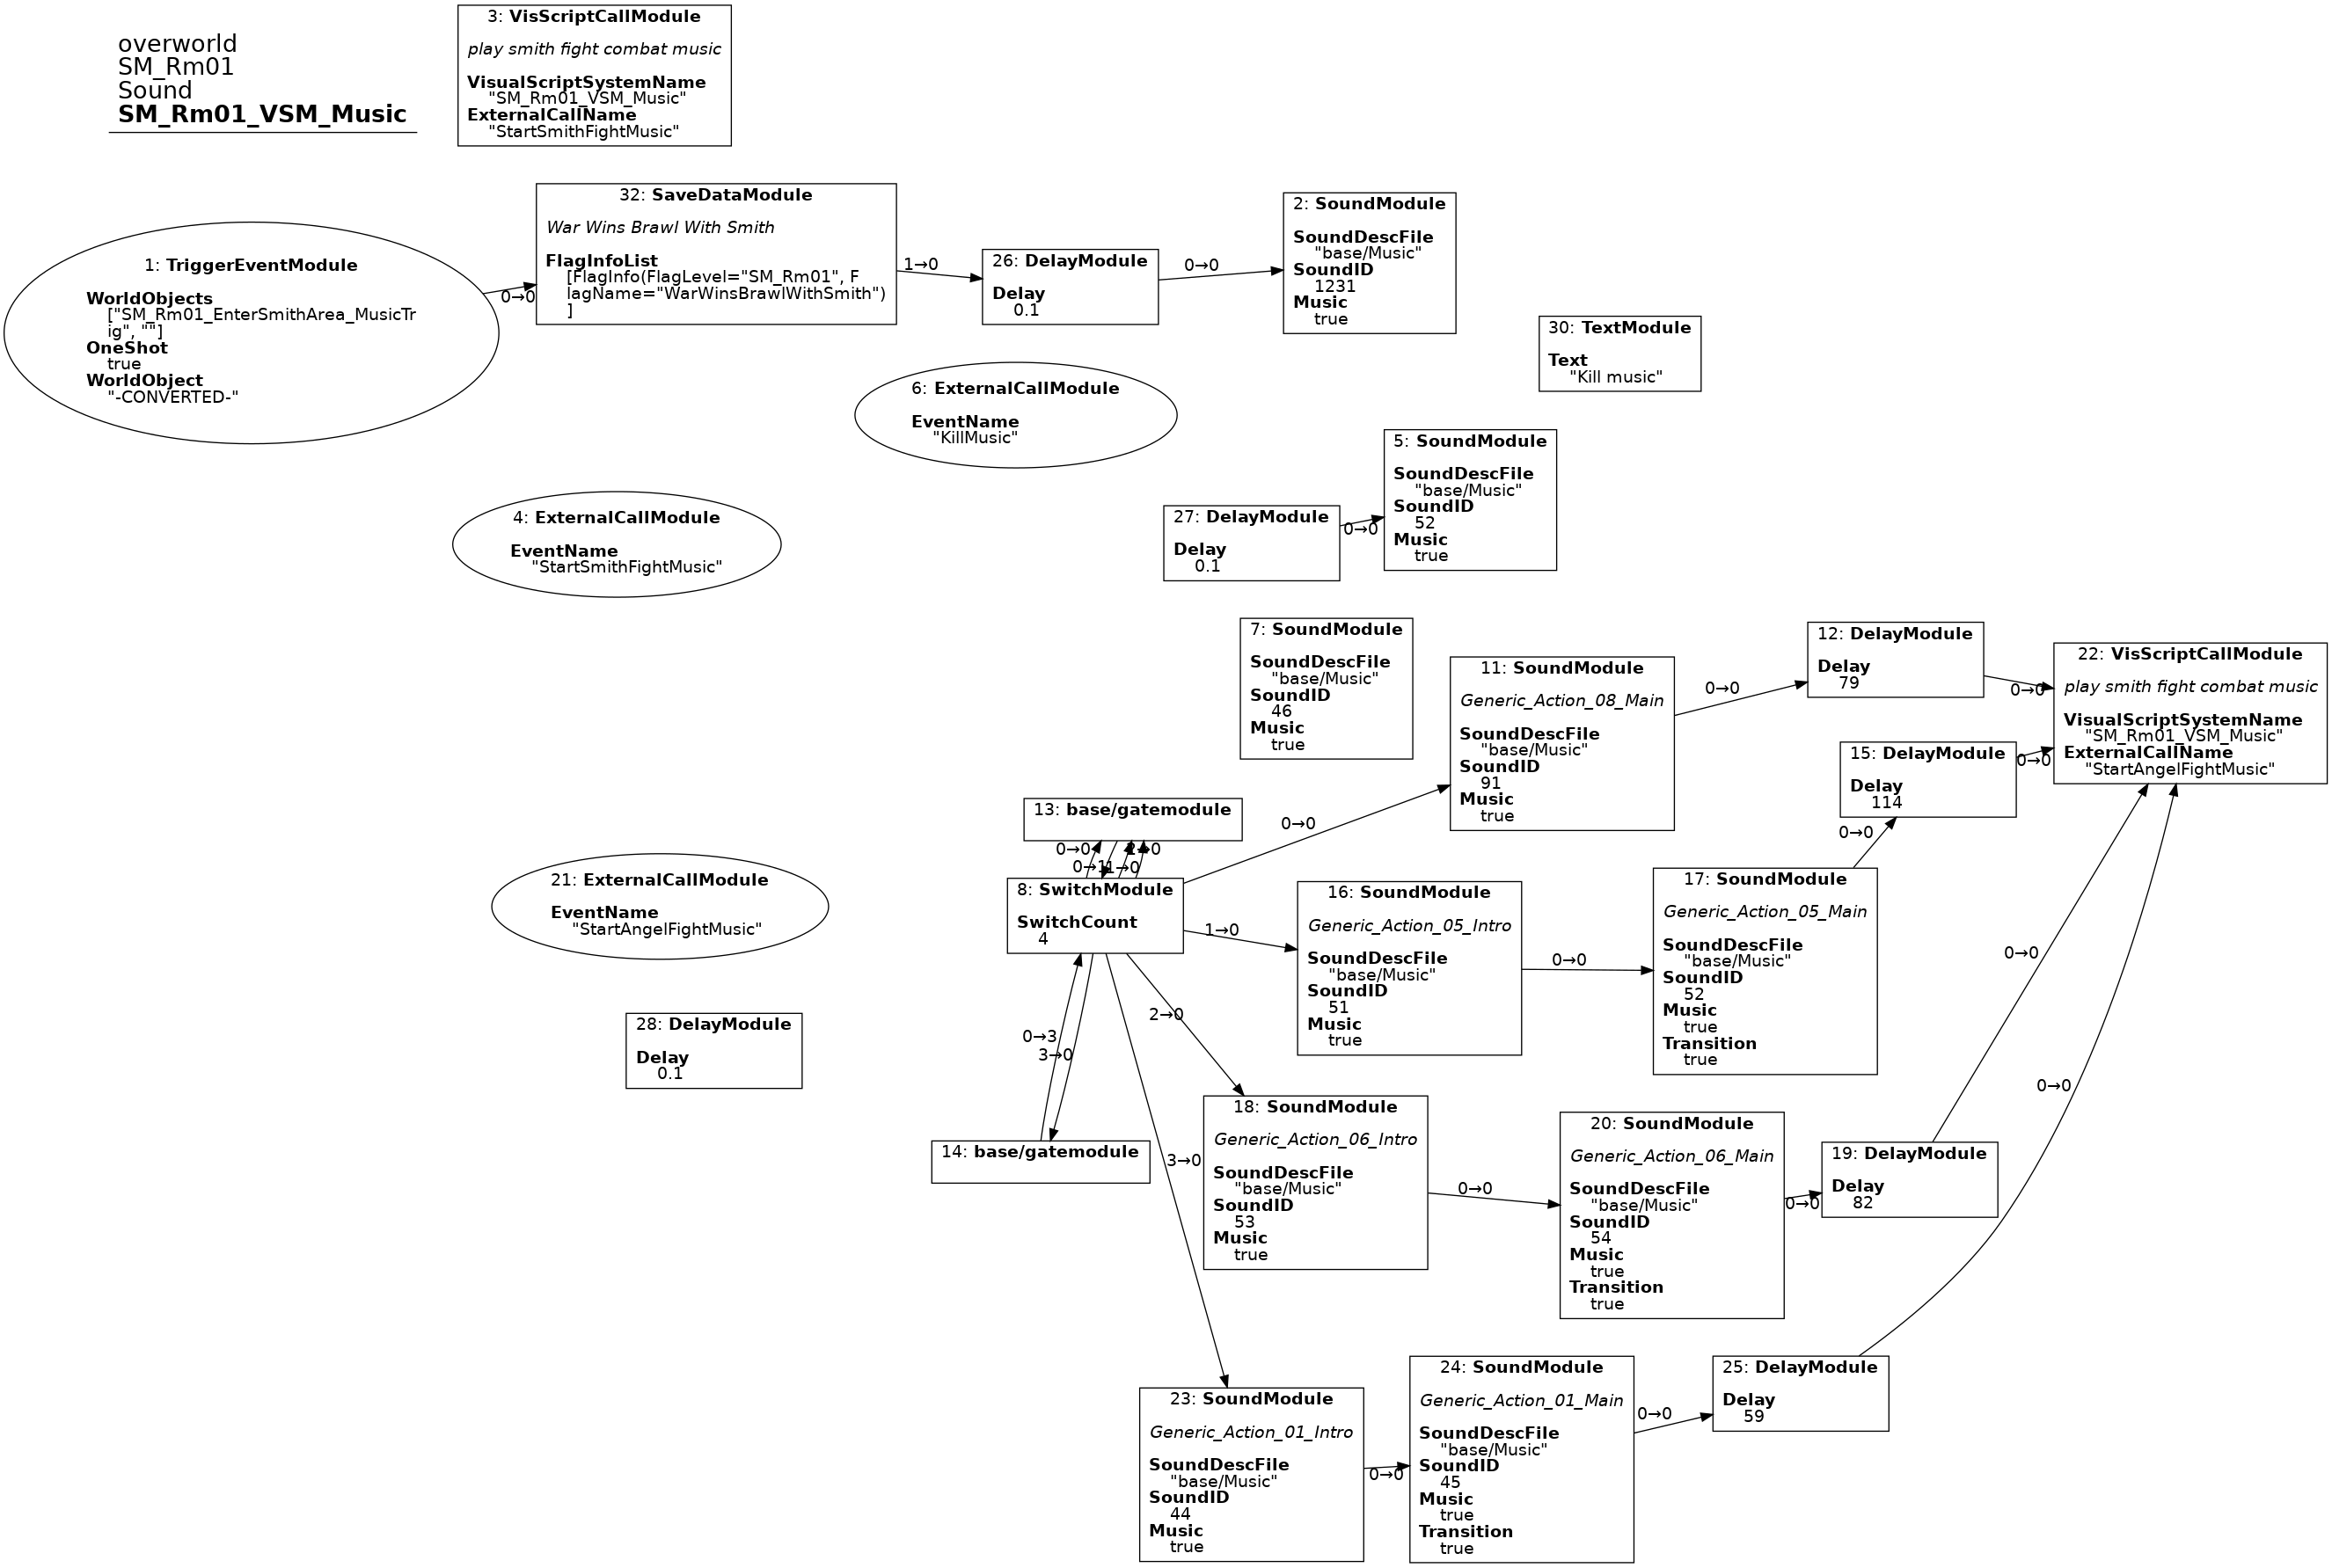 overworld
SM_Rm01
Sound
SM_Rm01_VSM_Music
3: VisScriptCallModule
play smith fight combat music
VisualScriptSystemName
"SM_Rm01_VSM_Music"
ExternalCallName
"StartSmithFightMusic"
1: TriggerEventModule
WorldObjects
["SM_Rm01_EnterSmithArea_MusicTr
ig", ""]
OneShot
true
WorldObject
"-CONVERTED-"
0→0
32: SaveDataModule
War Wins Brawl With Smith
FlagInfoList
[FlagInfo(FlagLevel="SM_Rm01", F
lagName="WarWinsBrawlWithSmith")
]
1→0
26: DelayModule
Delay
0.1
0→0
2: SoundModule
SoundDescFile
"base/Music"
SoundID
1231
Music
true
30: TextModule
Text
"Kill music"
6: ExternalCallModule
EventName
"KillMusic"
4: ExternalCallModule
EventName
"StartSmithFightMusic"
27: DelayModule
Delay
0.1
0→0
5: SoundModule
SoundDescFile
"base/Music"
SoundID
52
Music
true
7: SoundModule
SoundDescFile
"base/Music"
SoundID
46
Music
true
11: SoundModule
Generic_Action_08_Main
SoundDescFile
"base/Music"
SoundID
91
Music
true
0→0
12: DelayModule
Delay
79
0→0
22: VisScriptCallModule
play smith fight combat music
VisualScriptSystemName
"SM_Rm01_VSM_Music"
ExternalCallName
"StartAngelFightMusic"
15: DelayModule
Delay
114
0→0
0→0
13: base/gatemodule
0→0
0→1
1→0
0→0
8: SwitchModule
SwitchCount
4
21: ExternalCallModule
EventName
"StartAngelFightMusic"
1→0
16: SoundModule
Generic_Action_05_Intro
SoundDescFile
"base/Music"
SoundID
51
Music
true
0→0
17: SoundModule
Generic_Action_05_Main
SoundDescFile
"base/Music"
SoundID
52
Music
true
Transition
true
0→0
28: DelayModule
Delay
0.1
0→3
3→0
2→0
0→0
14: base/gatemodule
3→0
18: SoundModule
Generic_Action_06_Intro
SoundDescFile
"base/Music"
SoundID
53
Music
true
0→0
20: SoundModule
Generic_Action_06_Main
SoundDescFile
"base/Music"
SoundID
54
Music
true
Transition
true
0→0
19: DelayModule
Delay
82
23: SoundModule
Generic_Action_01_Intro
SoundDescFile
"base/Music"
SoundID
44
Music
true
0→0
24: SoundModule
Generic_Action_01_Main
SoundDescFile
"base/Music"
SoundID
45
Music
true
Transition
true
0→0
25: DelayModule
Delay
59